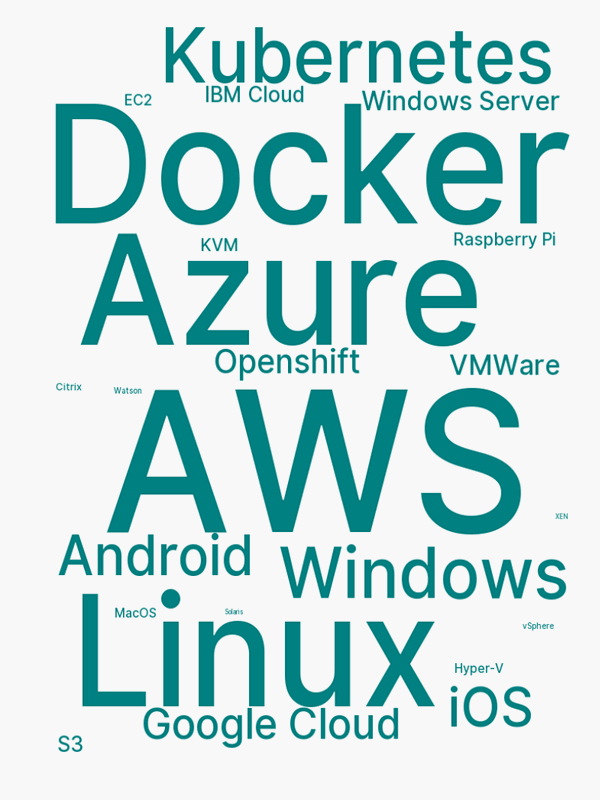 Kubernetes
EC2
IBM Cloud
Windows Server
Docker
KVM
Raspberry Pi
Azure
Openshift
VMWare
Citrix
Watson
AWS
XEN
Android
Windows
MacOS
Solaris
Linux
vSphere
Hyper-V
iOS
Google Cloud
S3